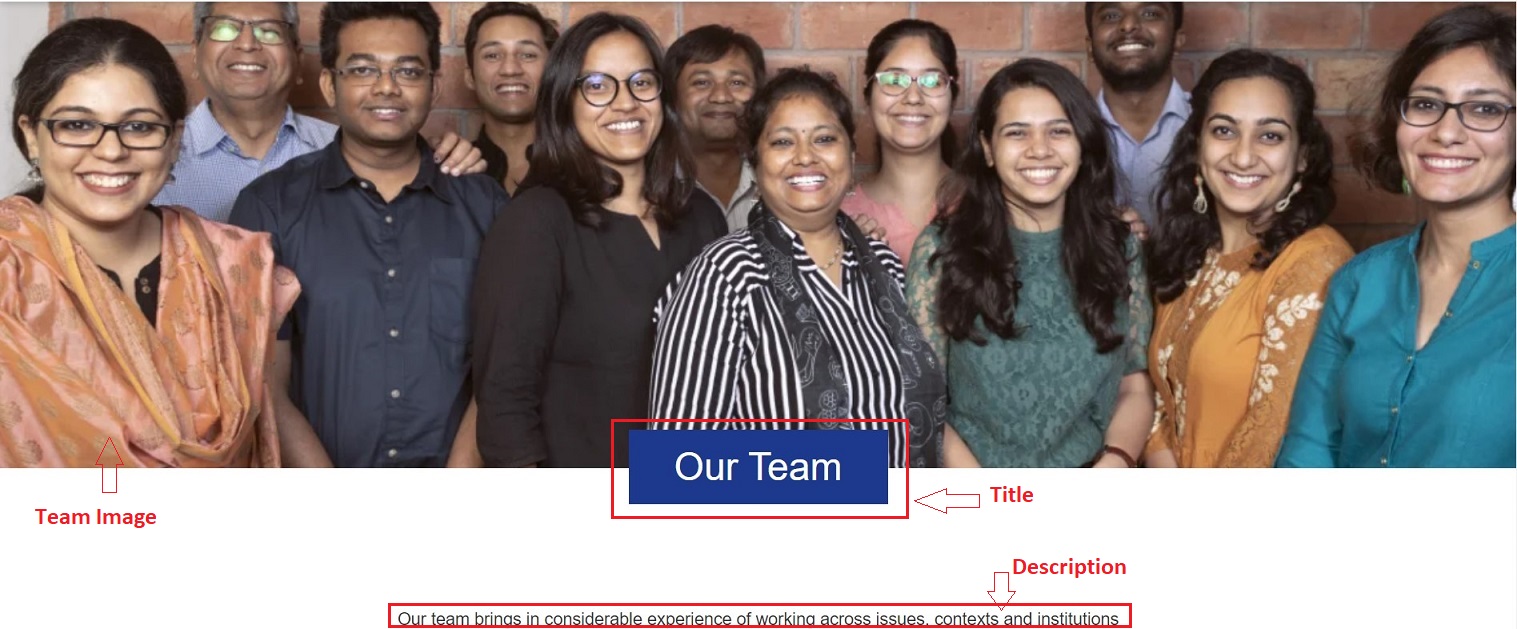 Our Team
Title
Team Image
Description
Our team brings in considerable experience of working across issues, contexts and institutions